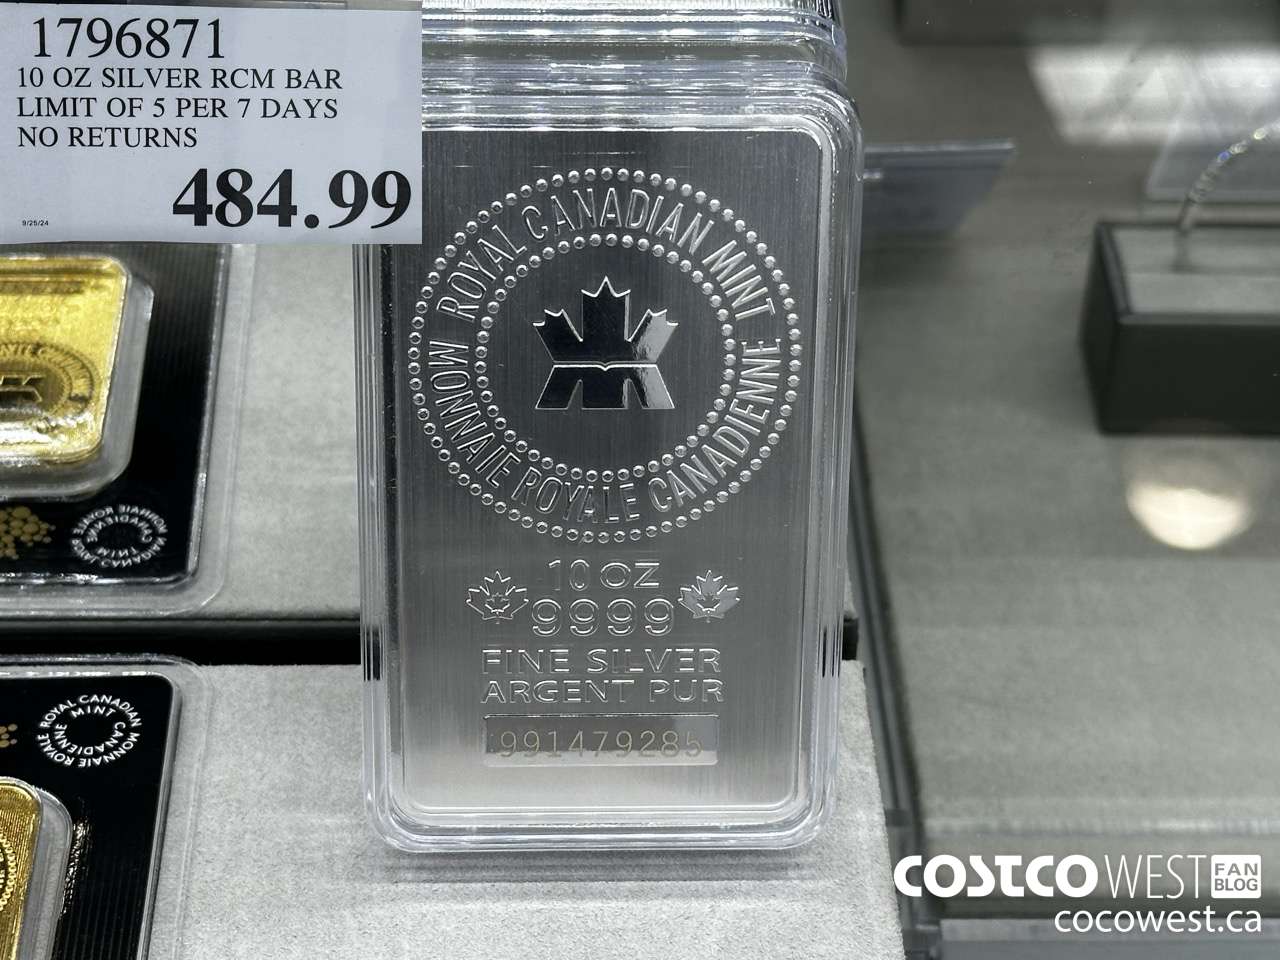 1796871
10 OZ SILVER RCM BAR
LIMIT OF 5 PER 7 DAYS
NO RETURNS
484.99
9/25/24
ROYAL CANADIAN MINT
MONNAIE ROYALE CANADIENNE
10 OZ
9999
FINE SILVER
ARGENT PUR
991479285
ROYAL CANADIAN MINT
MONNAIE ROYALE CANADIENNE
COSTCO WEST FAN BLOG
cocowest.ca